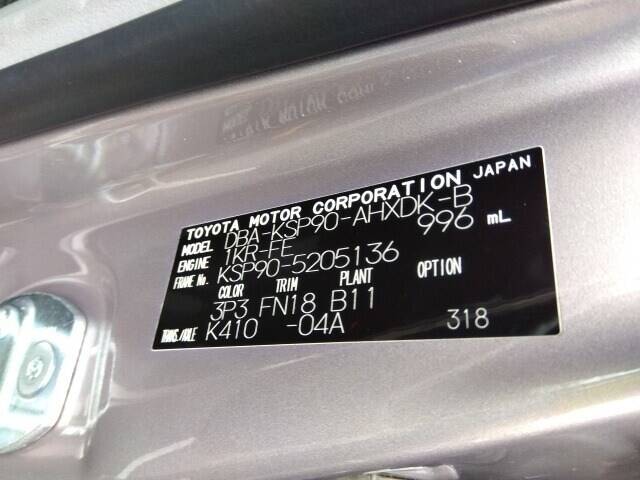 TOYOTA MOTOR CORPORATION JAPAN
MODEL DBA-KSP90-AHXDK-B
ENGINE 1KR-FE 996 mL
FRAME No. KSP90-5205136
COLOR TRIM PLANT OPTION
3P3 FN18 B11
TRANS./AXLE K410 -04A 318